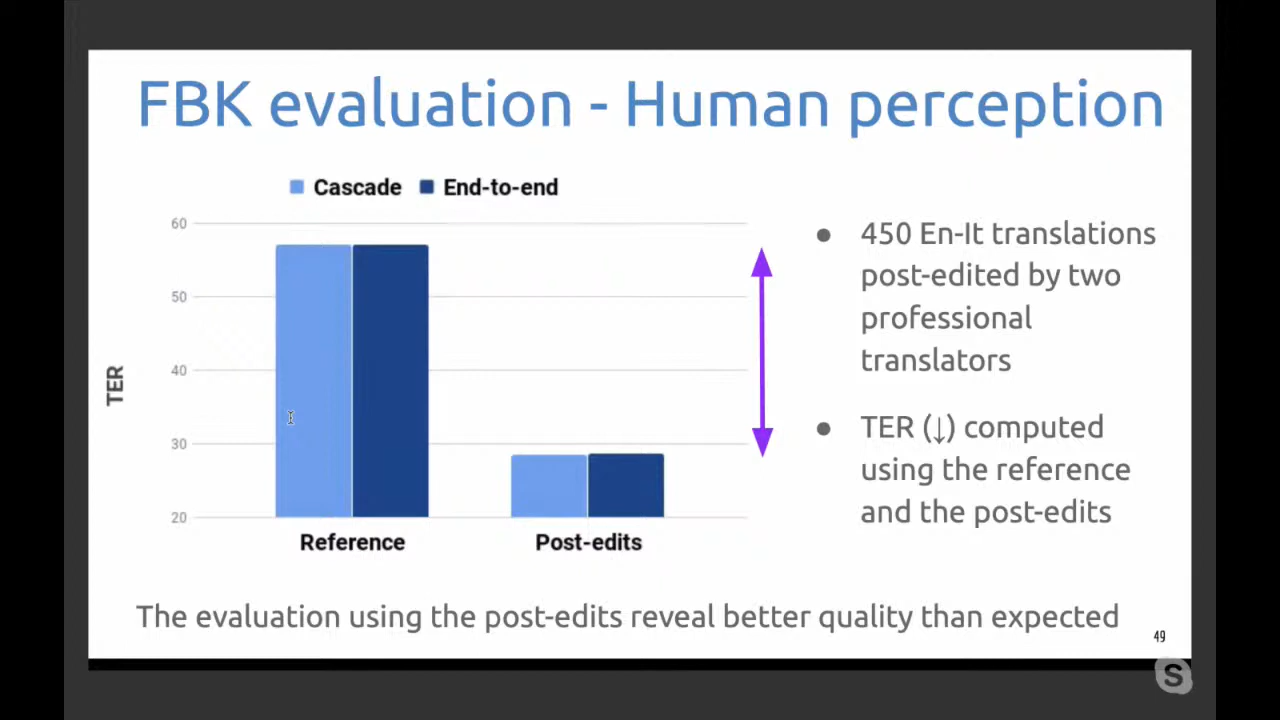 FBK evaluation - Human perception
Cascade End-to-end
60
50
40
30
20
TER
Reference Post-edits
● 450 En-It translations
post-edited by two
professional
translators
● TER (↓) computed
using the reference
and the post-edits
The evaluation using the post-edits reveal better quality than expected
49
S